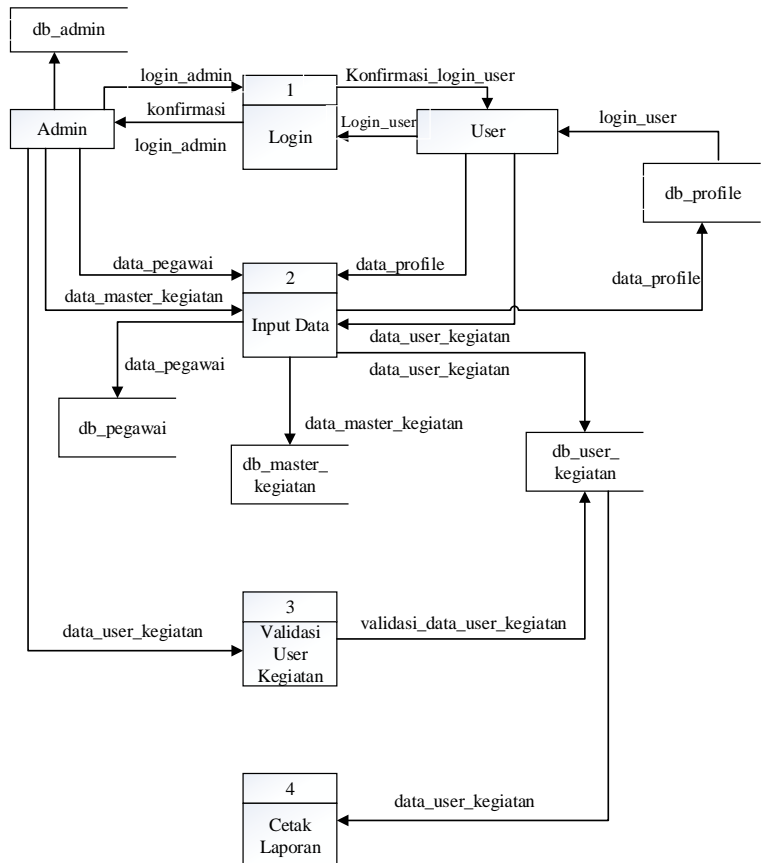 db_admin
login_admin
1
Konfirmasi_login_user
konfirmasi
Admin
Login
Login_user
User
login_user
login_admin
db_profile
data_pegawai
2
data_profile
data_profile
data_master_kegiatan
Input Data
data_user_kegiatan
data_pegawai
data_user_kegiatan
db_pegawai
data_master_kegiatan
db_master_
kegiatan
db_user_
kegiatan
3
data_user_kegiatan
Validasi
User
Kegiatan
validasi_data_user_kegiatan
4
data_user_kegiatan
Cetak
Laporan